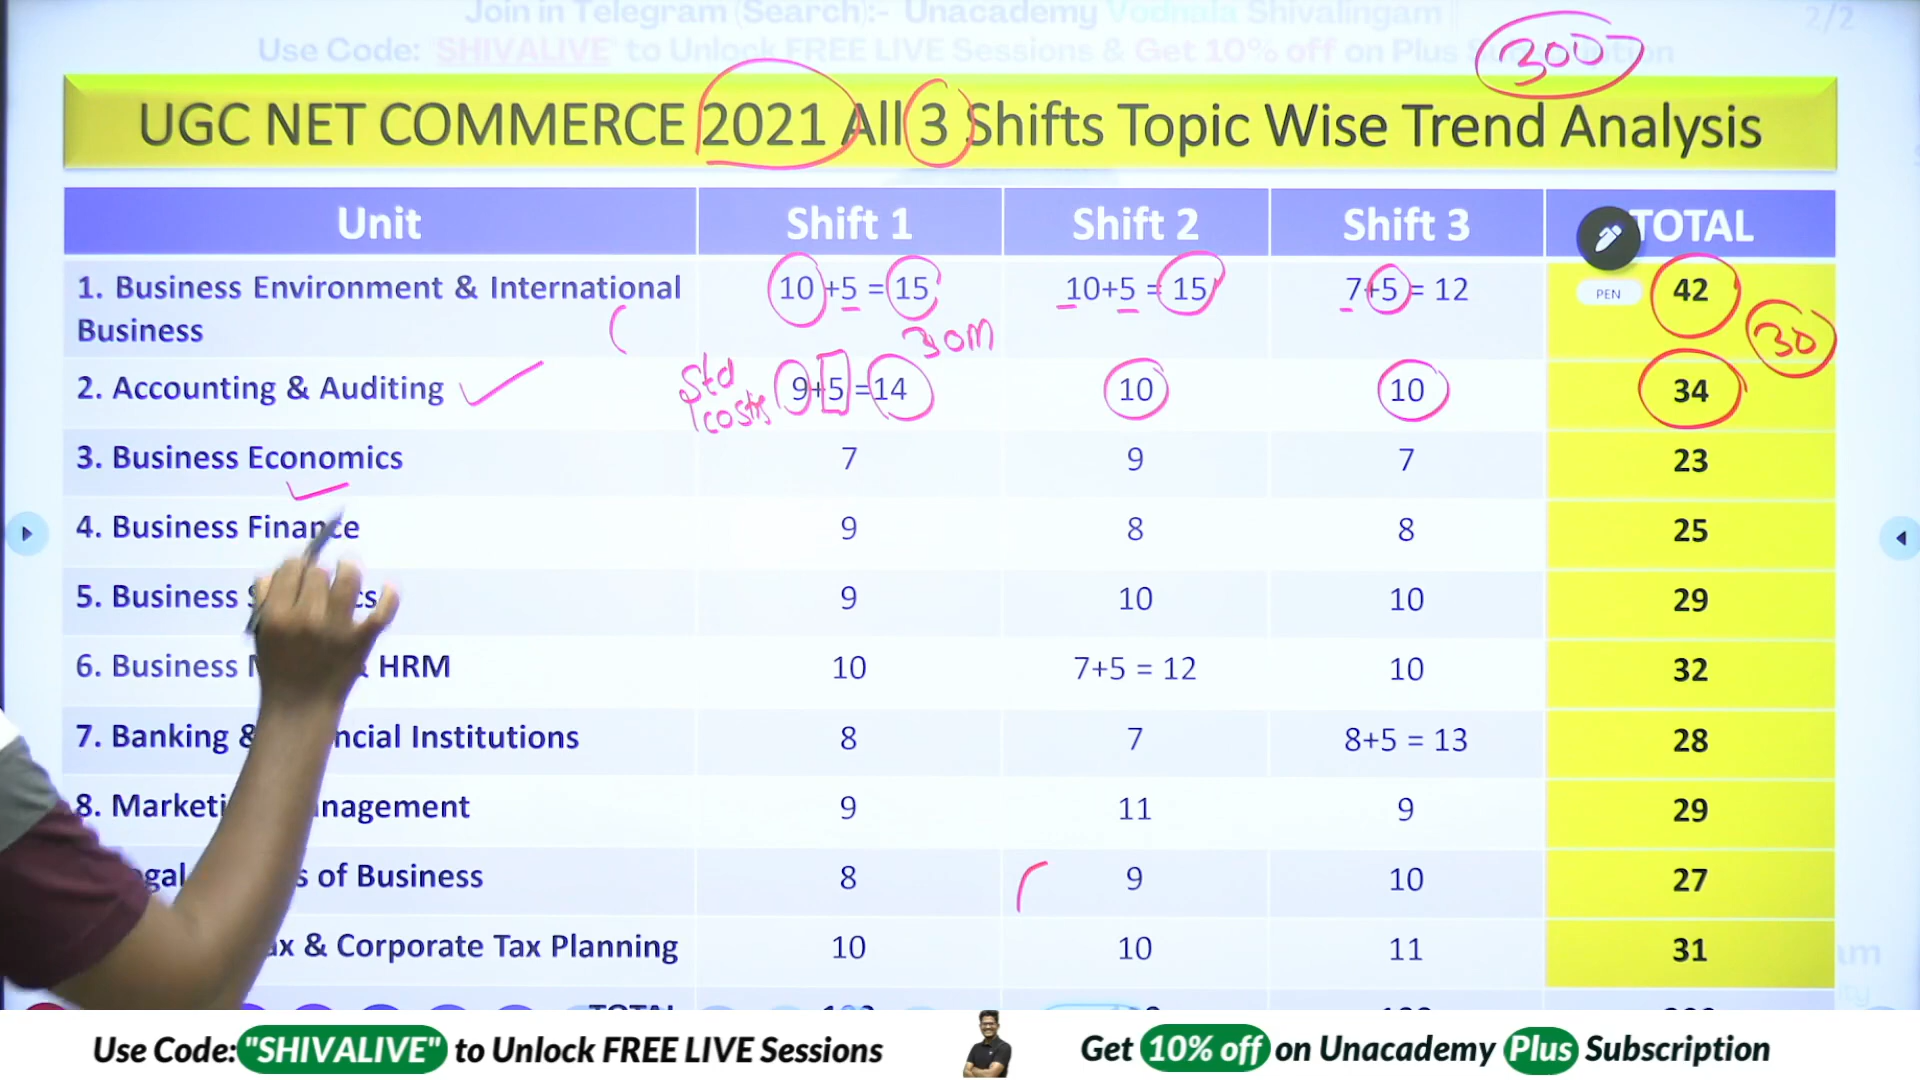 Join in Telegram (Search):- Unacademy Vodnala Shivalingam
2/2
Use Code: SHIVALIVE to Unlock FREE LIVE Sessions & Get 10% off on Plus Subscription
300
UGC NET COMMERCE 2021 All 3 Shifts Topic Wise Trend Analysis
Unit Shift 1 Shift 2 Shift 3 TOTAL
PEN
1. Business Environment & International Business 10+5 = 15 10+5 = 15 7+5 = 12 42
30M
30
2. Accounting & Auditing 9+5 =14 10 10 34
Std
costs
3. Business Economics 7 9 7 23
4. Business Finance 9 8 8 25
5. Business 9 10 10 29
6. Business HRM 10 7+5 = 12 10 32
7. Banking & Institutions 8 7 8+5 = 13 28
8. 9 11 9 29
of Business 8 9 10 27
& Corporate Tax Planning 10 10 11 31
TOTAL
Use Code: "SHIVALIVE" to Unlock FREE LIVE Sessions
Get 10% off on Unacademy Plus Subscription